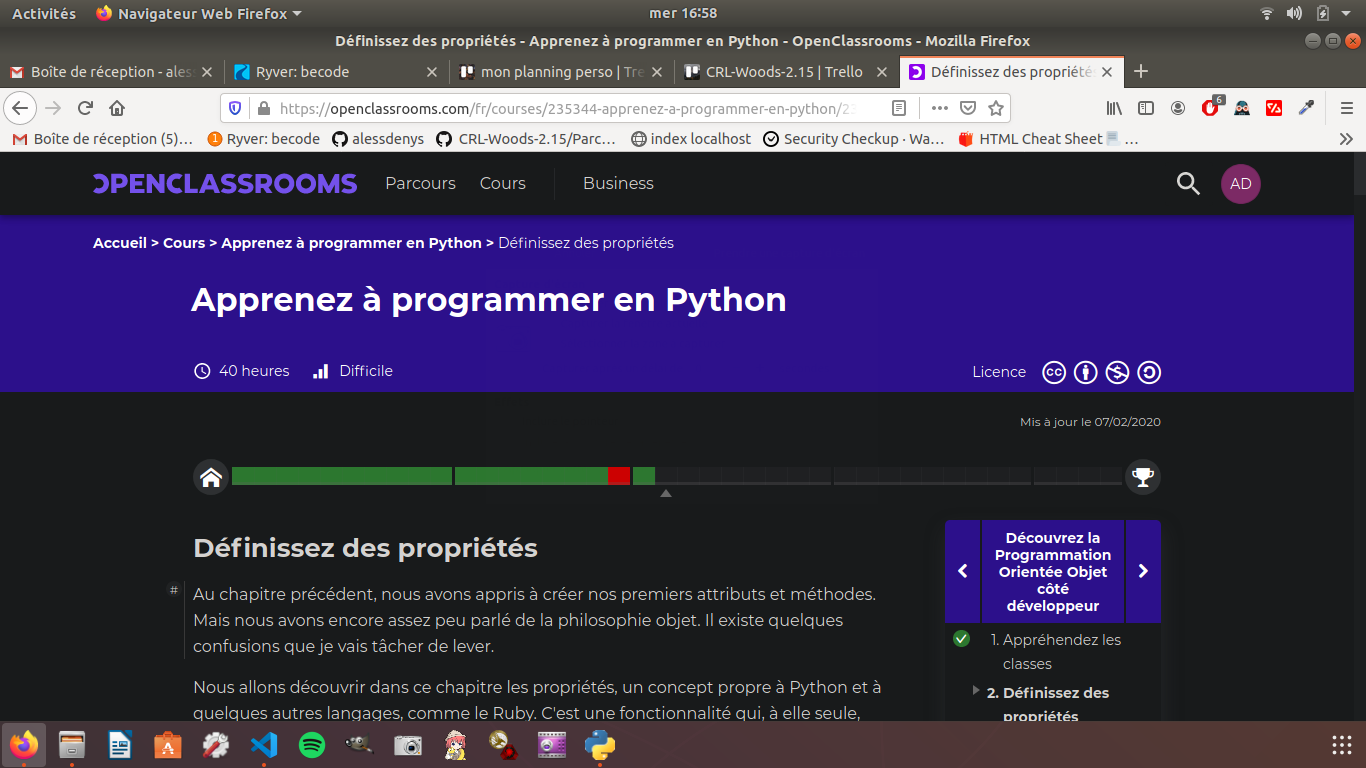 Activités Navigateur Web Firefox mer 16:58
Définissez des propriétés - Apprenez à programmer en Python - OpenClassrooms - Mozilla Firefox
Boîte de réception - ales Ryver: becode mon planning perso | Tre CRL-Woods-2.15 | Trello Définissez des propriété
https://openclassrooms.com/fr/courses/235344-apprenez-a-programmer-en-python/23 6
Boîte de réception (5)… Ryver: becode alessdenys CRL-Woods-2.15/Parc… index localhost Security Checkup · Wa… HTML Cheat Sheet …
OPENCLASSROOMS Parcours Cours Business AD
Accueil > Cours > Apprenez à programmer en Python > Définissez des propriétés
Apprenez à programmer en Python
40 heures Difficile Licence
Mis à jour le 07/02/2020
Définissez des propriétés
# Au chapitre précédent, nous avons appris à créer nos premiers attributs et méthodes.
Mais nous avons encore assez peu parlé de la philosophie objet. Il existe quelques
confusions que je vais tâcher de lever.
Nous allons découvrir dans ce chapitre les propriétés, un concept propre à Python et à
quelques autres langages, comme le Ruby. C'est une fonctionnalité qui, à elle seule,
Découvrez la
Programmation
Orientée Objet
côté
développeur
1. Appréhendez les
classes
2. Définissez des
propriétés